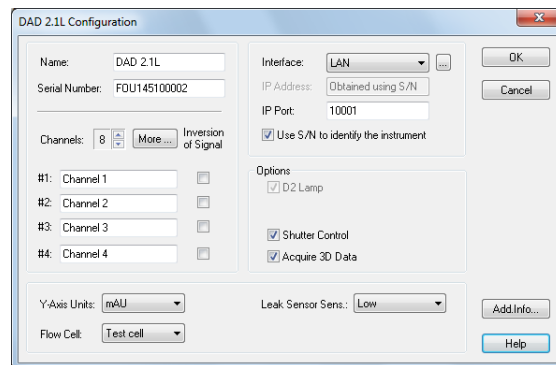 DAD 2.1L Configuration
Name: DAD 2.1L
Serial Number: FOU145100002
Channels: 8 More ... Inversion of Signal
#1: Channel 1
#2: Channel 2
#3: Channel 3
#4: Channel 4
Interface: LAN ...
IP Address: Obtained using S/N
IP Port: 10001
Use S/N to identify the instrument
Options
D2 Lamp
Shutter Control
Acquire 3D Data
OK
Cancel
Y-Axis Units: mAU
Flow Cell: Test cell
Leak Sensor Sens.: Low
Add.Info...
Help